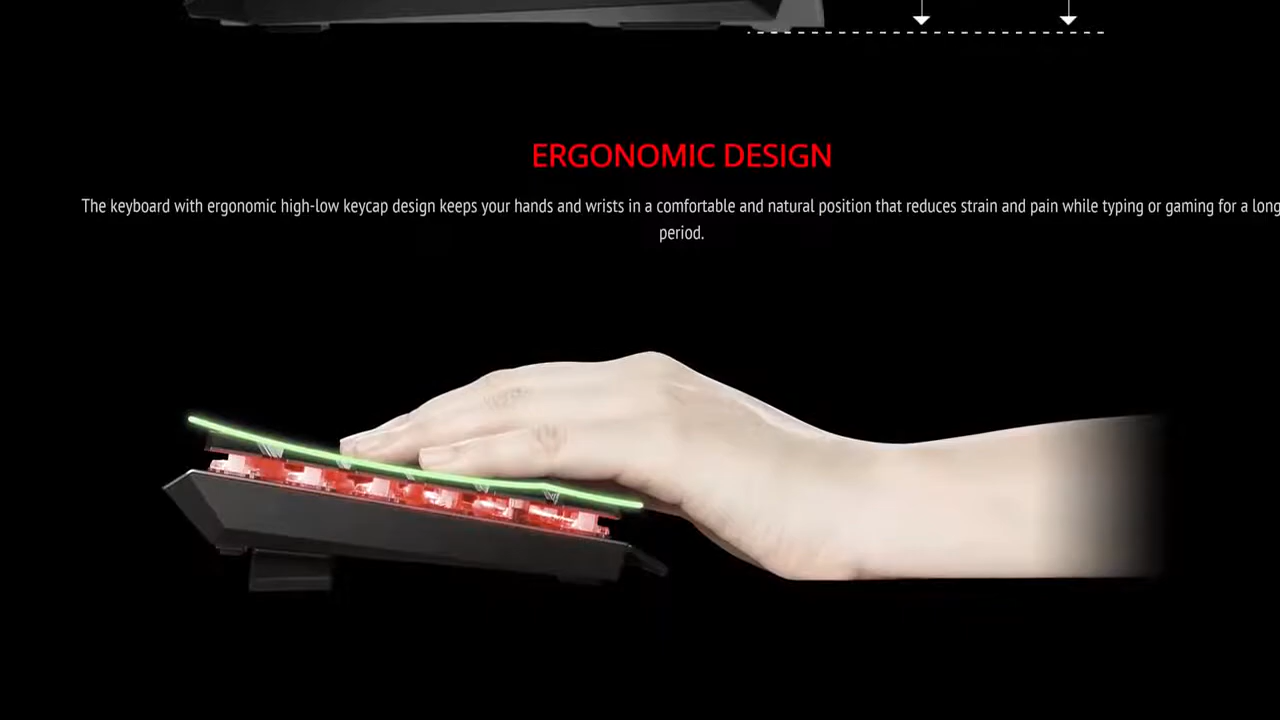 ERGONOMIC DESIGN
The keyboard with ergonomic high-low keycap design keeps your hands and wrists in a comfortable and natural position that reduces strain and pain while typing or gaming for a long
period.